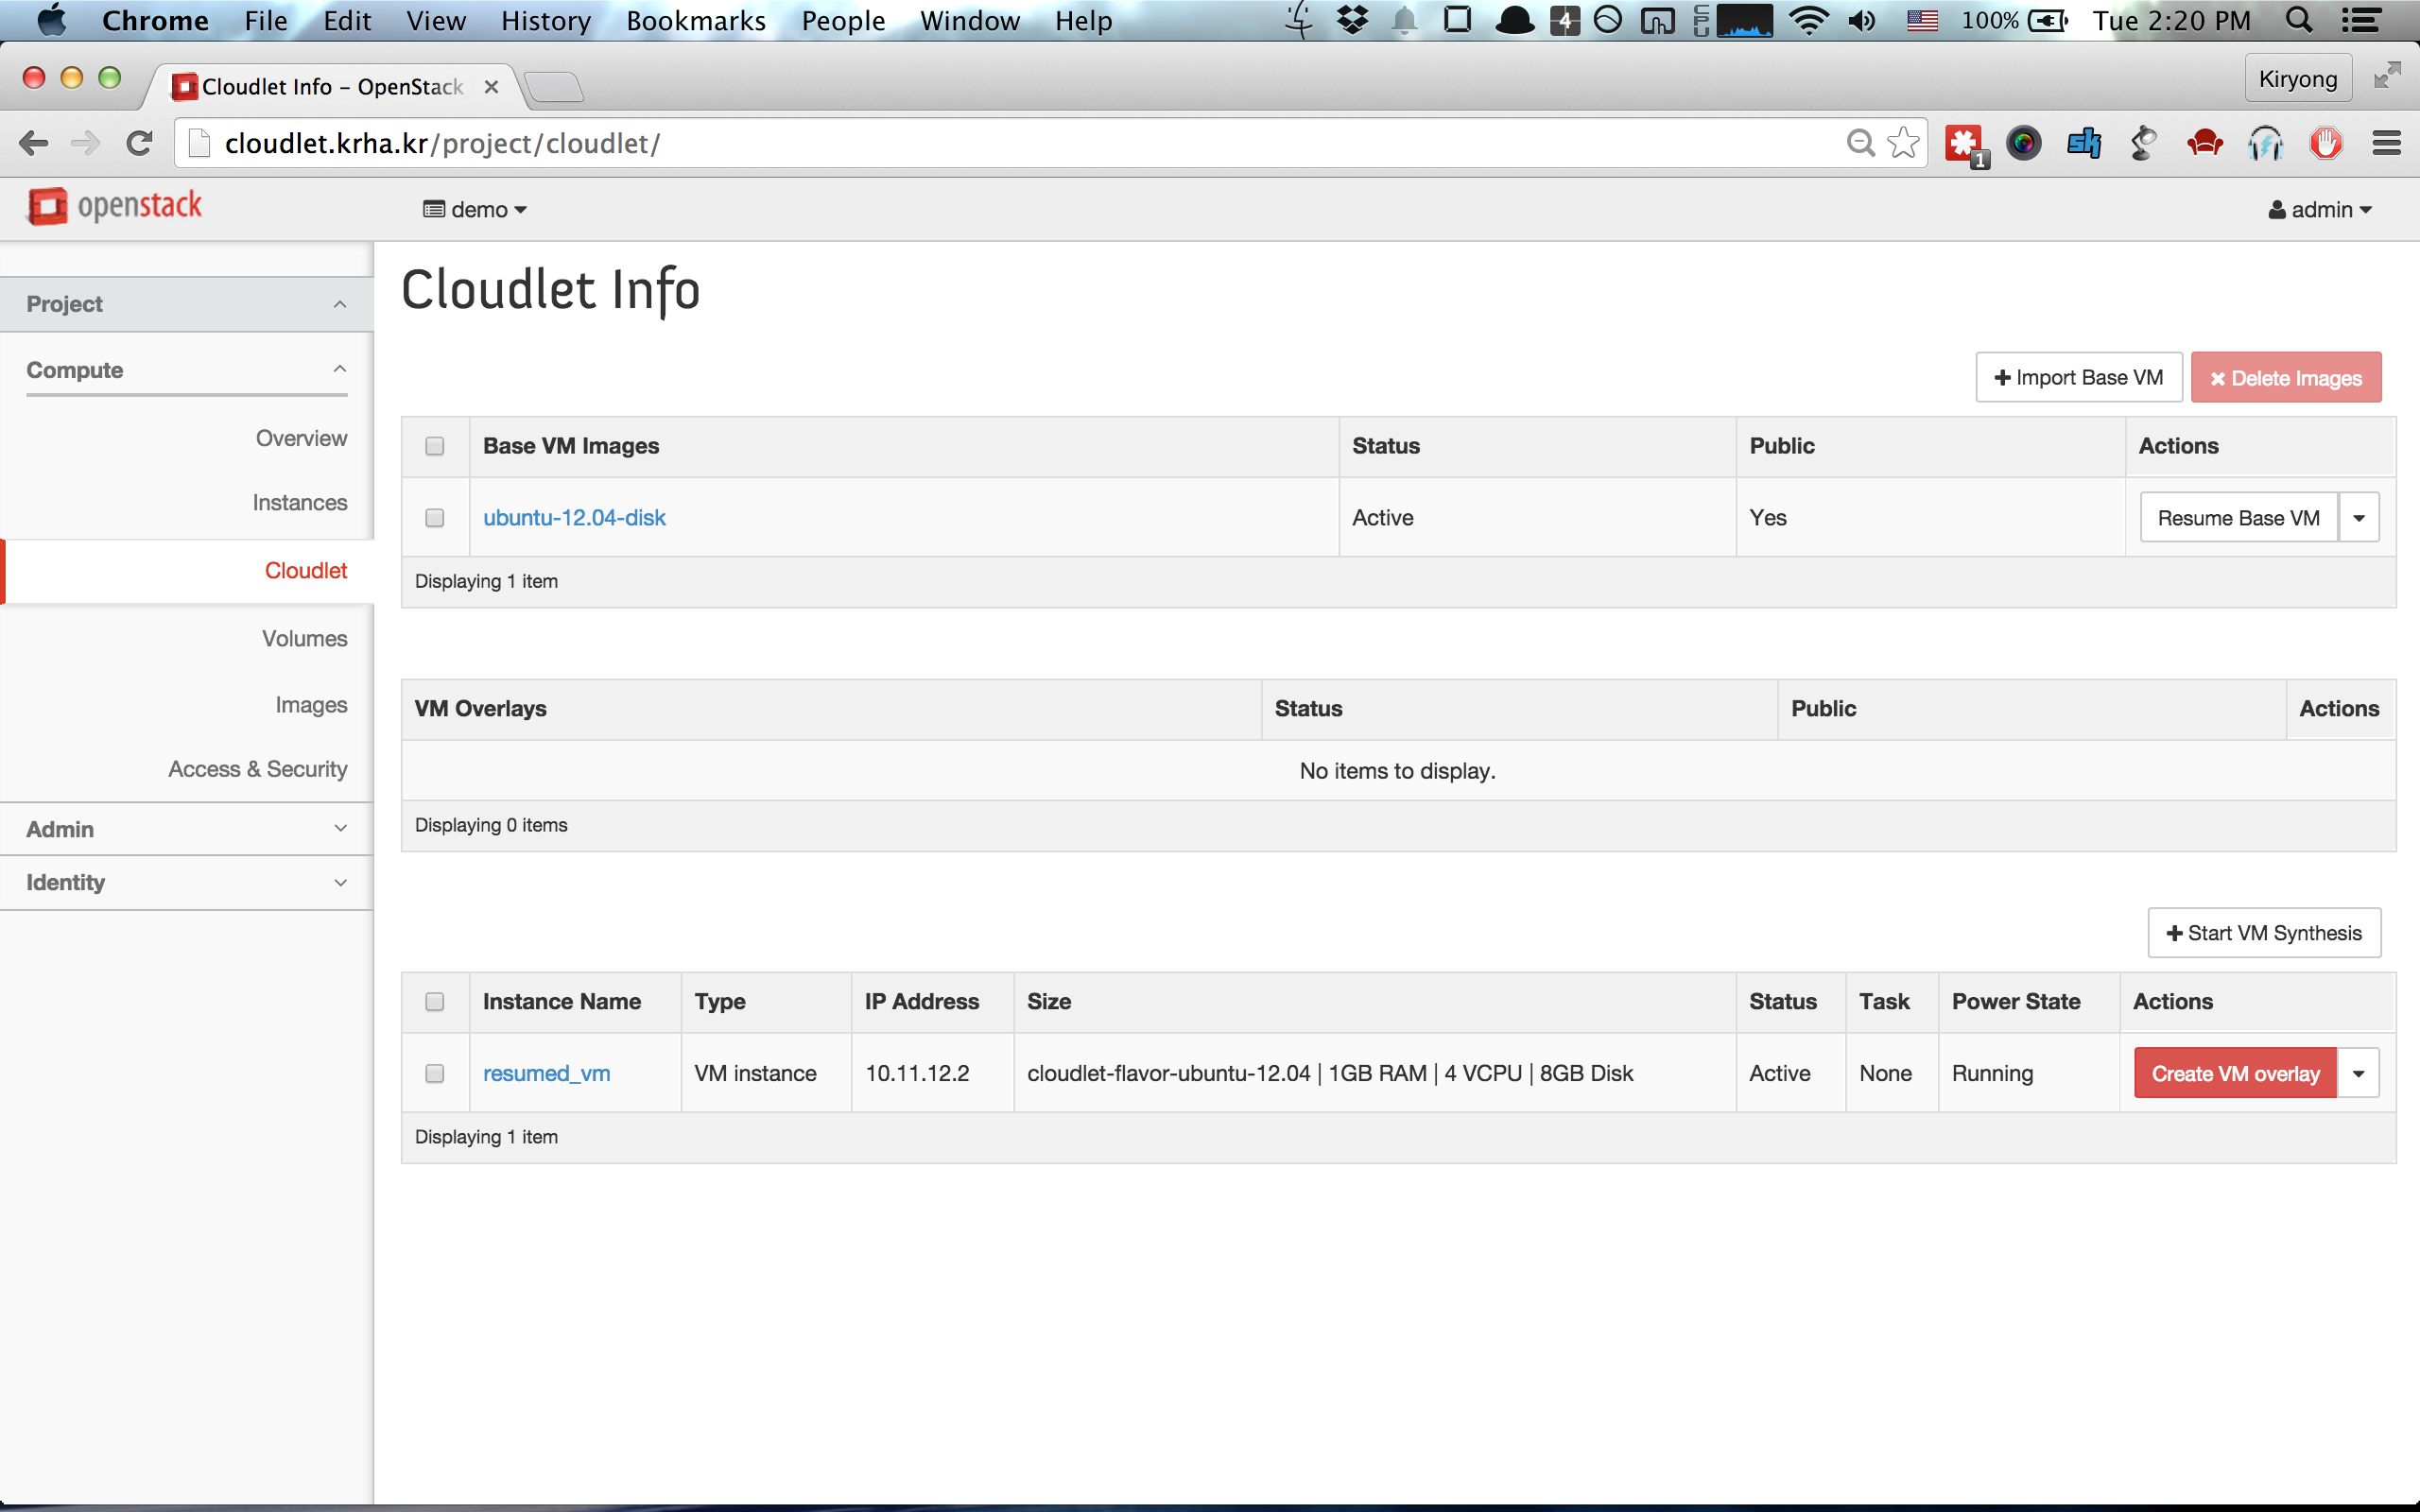 Chrome File Edit View History Bookmarks People Window Help 4 CPU 100% Tue 2:20 PM
Cloudlet Info – OpenStack Kiryong
cloudlet.krha.kr/project/cloudlet/ 1
openstack demo admin
Cloudlet Info
Project
Compute
Overview
Instances
Cloudlet
Volumes
Images
Access & Security
Admin
Identity
Import Base VM Delete Images
Base VM Images Status Public Actions
ubuntu-12.04-disk Active Yes Resume Base VM
Displaying 1 item
VM Overlays Status Public Actions
No items to display.
Displaying 0 items
Start VM Synthesis
Instance Name Type IP Address Size Status Task Power State Actions
resumed_vm VM instance 10.11.12.2 cloudlet-flavor-ubuntu-12.04 | 1GB RAM | 4 VCPU | 8GB Disk Active None Running Create VM overlay
Displaying 1 item